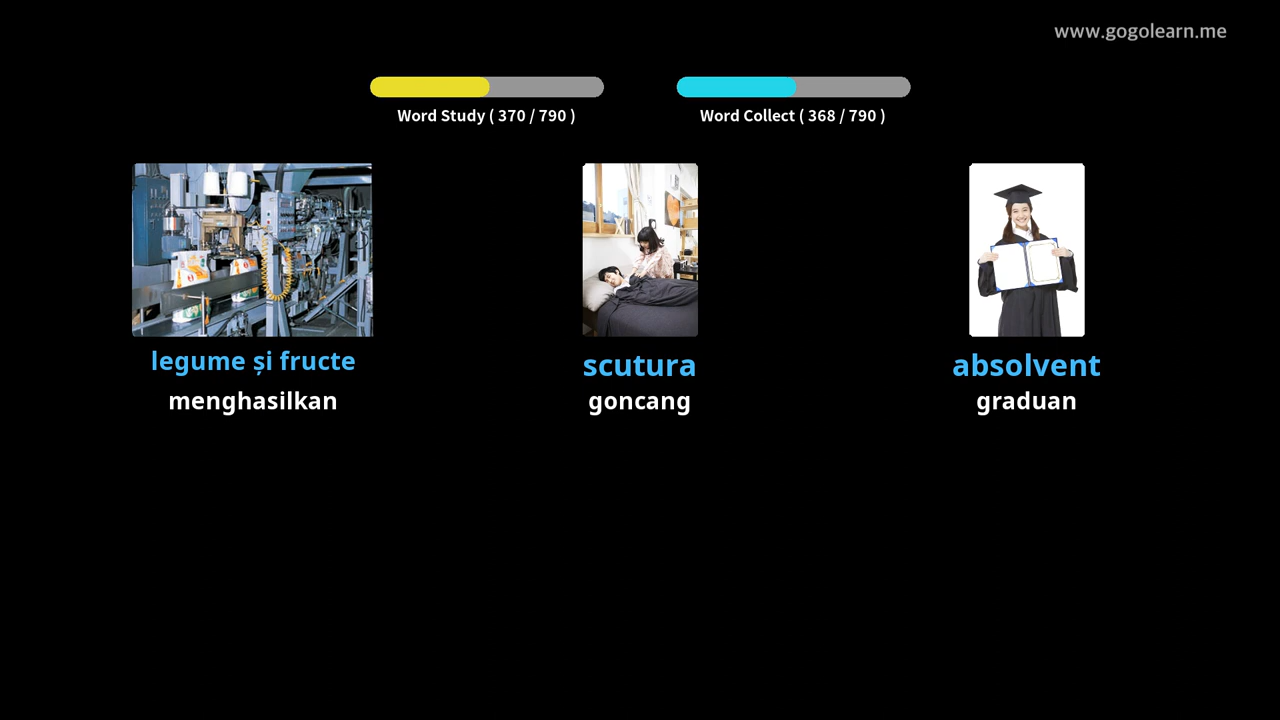 www.gogolearn.me
Word Study ( 370 / 790 )
Word Collect ( 368 / 790 )
legume și fructe
menghasilkan
scutura
goncang
absolvent
graduan